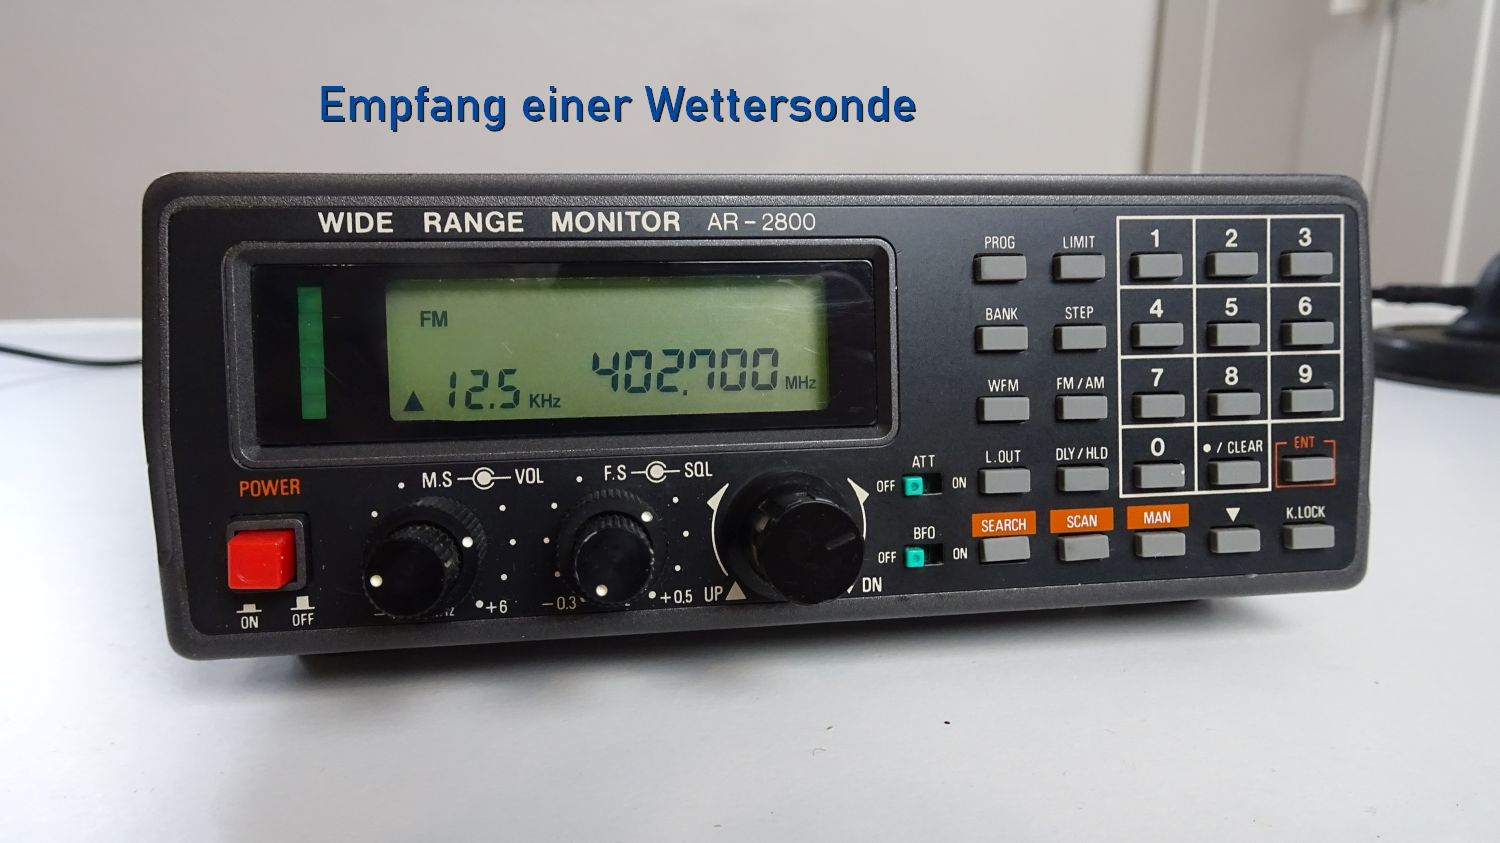 Empfang einer Wettersonde
WIDE RANGE MONITOR AR-2800
FM
▲ 12.5 KHz 402.700 MHz
POWER
ON OFF
M.S VOL
+6
F.S SQL
-0.3 +0.5
UP DN
ATT
OFF ON
BFO
OFF ON
PROG LIMIT 1 2 3
BANK STEP 4 5 6
WFM FM/AM 7 8 9
L.OUT DLY/HLD 0 •/CLEAR ENT
SEARCH SCAN MAN ▼ K.LOCK